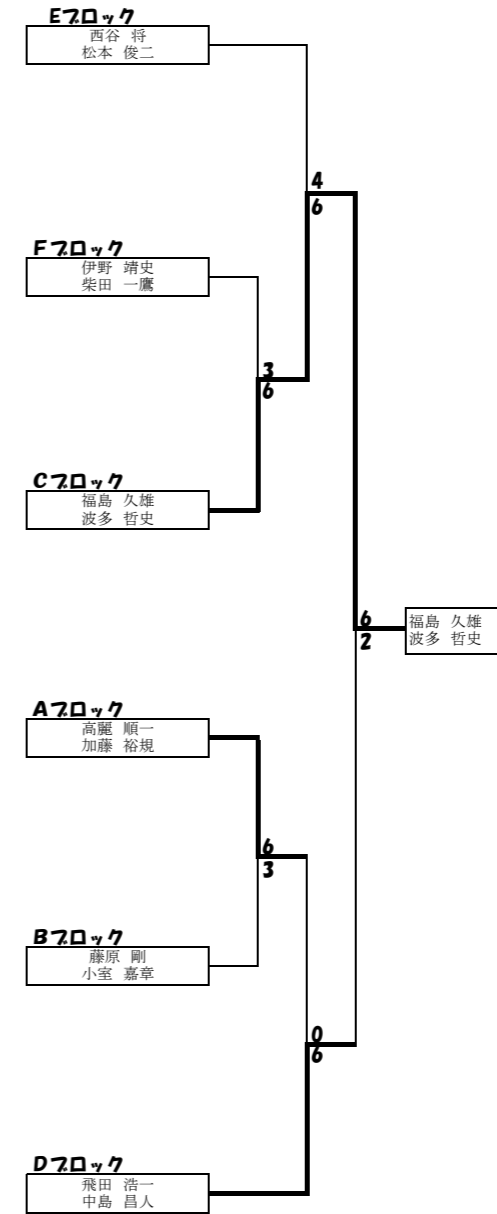 Eブロック
西谷 将
松本 俊二
4
6
Fブロック
伊野 靖史
柴田 一鷹
3
6
Cブロック
福島 久雄
波多 哲史
6
2
福島 久雄
波多 哲史
Aブロック
高麗 順一
加藤 裕規
6
3
Bブロック
藤原 剛
小室 嘉章
0
6
Dブロック
飛田 浩一
中島 昌人